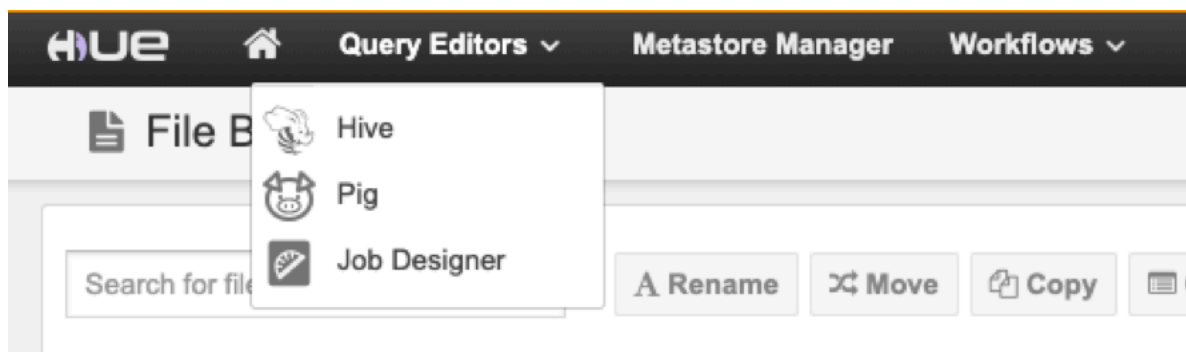 HUE Query Editors Metastore Manager Workflows
File B
Hive
Pig
Job Designer
Search for file
A Rename Move Copy